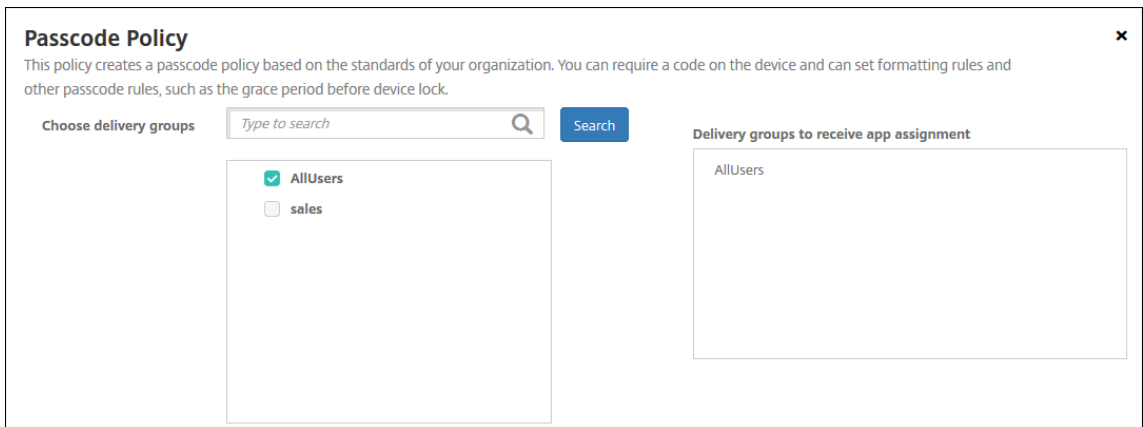 Passcode Policy
This policy creates a passcode policy based on the standards of your organization. You can require a code on the device and can set formatting rules and
other passcode rules, such as the grace period before device lock.
Choose delivery groups
Type to search
Search
AllUsers
sales
Delivery groups to receive app assignment
AllUsers